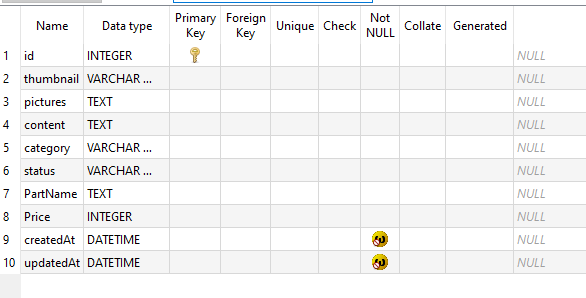 Name Data type Primary Key Foreign Key Unique Check Not NULL Collate Generated
1 id INTEGER NULL
2 thumbnail VARCHAR ... NULL
3 pictures TEXT NULL
4 content TEXT NULL
5 category VARCHAR ... NULL
6 status VARCHAR ... NULL
7 PartName TEXT NULL
8 Price INTEGER NULL
9 createdAt DATETIME NULL
10 updatedAt DATETIME NULL